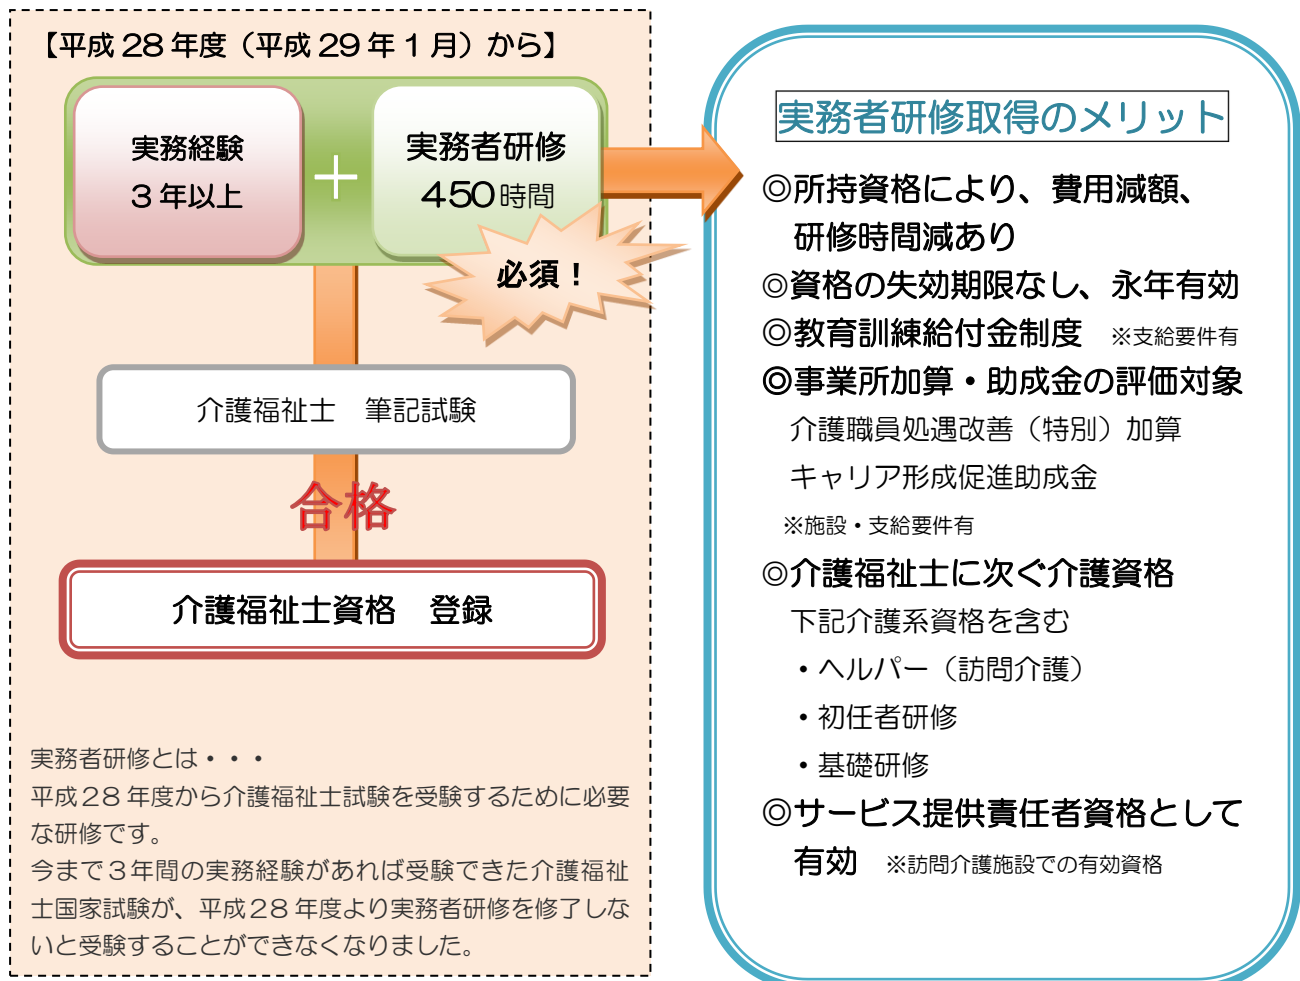 【平成28年度（平成29年1月）から】
実務経験
3年以上
＋
実務者研修
450時間
必須！
介護福祉士　筆記試験
合格
介護福祉士資格　登録
実務者研修とは・・・
平成28年度から介護福祉士試験を受験するために必要
な研修です。
今まで3年間の実務経験があれば受験できた介護福祉
士国家試験が、平成28年度より実務者研修を修了しな
いと受験することができなくなりました。
実務者研修取得のメリット
◎所持資格により、費用減額、
研修時間減あり
◎資格の失効期限なし、永年有効
◎教育訓練給付金制度　※支給要件有
◎事業所加算・助成金の評価対象
介護職員処遇改善（特別）加算
キャリア形成促進助成金
※施設・支給要件有
◎介護福祉士に次ぐ介護資格
下記介護系資格を含む
・ヘルパー（訪問介護）
・初任者研修
・基礎研修
◎サービス提供責任者資格として
有効　※訪問介護施設での有効資格